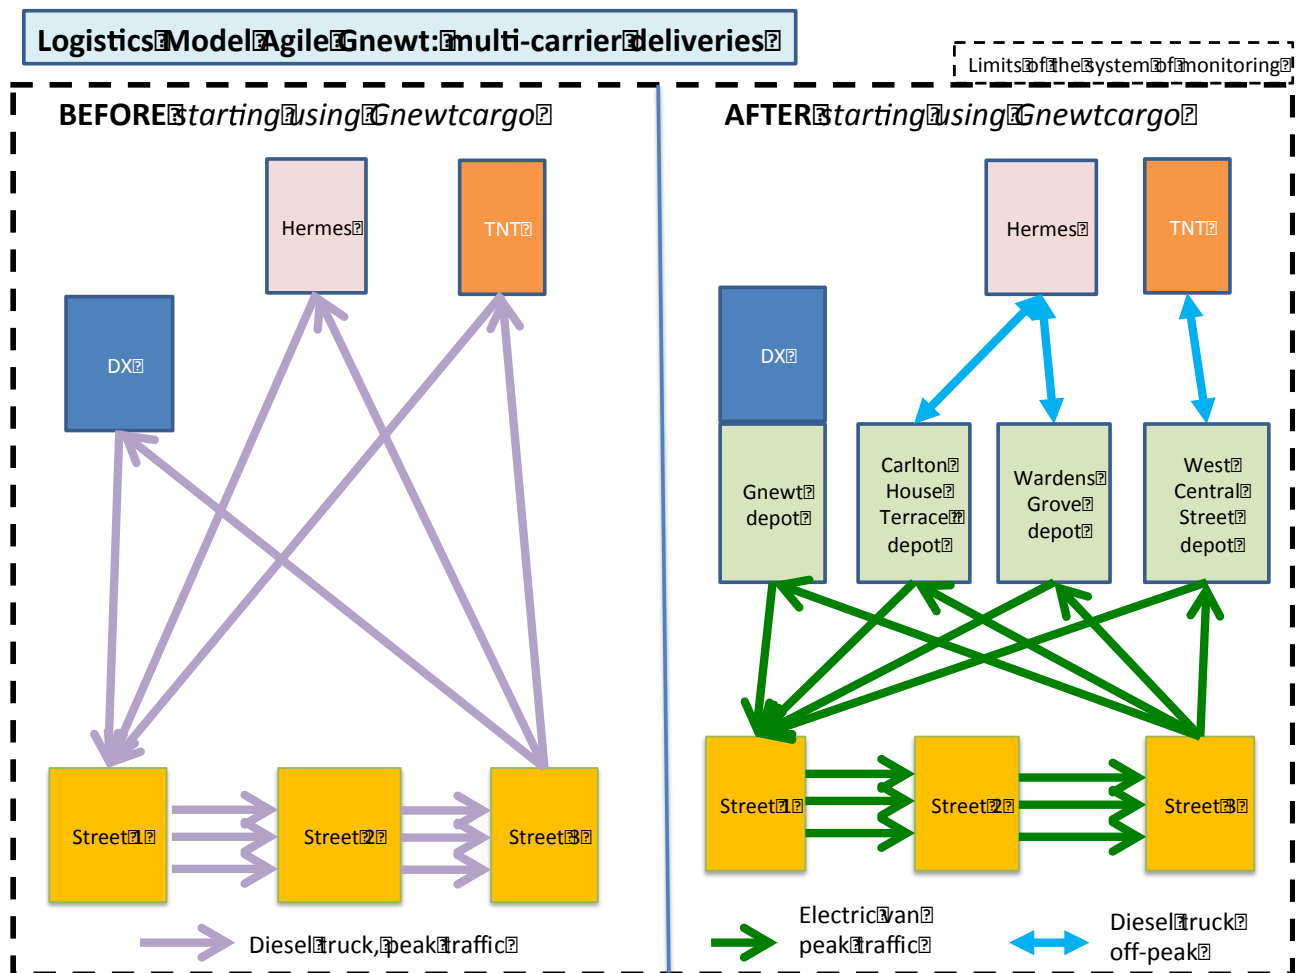 Logistics Model Agile Gnewt: multi-carrier deliveries
Limits of the system of monitoring
BEFORE starting using Gnewtcargo
AFTER starting using Gnewtcargo
Hermes
TNT
DX
Street 1
Street 2
Street 3
Diesel truck, peak traffic
Hermes
TNT
DX
Gnewt
depot
Carlton
House
Terrace
depot
Wardens
Grove
depot
West
Central
Street
depot
Street 1
Street 2
Street 3
Electric van
peak traffic
Diesel truck
off-peak